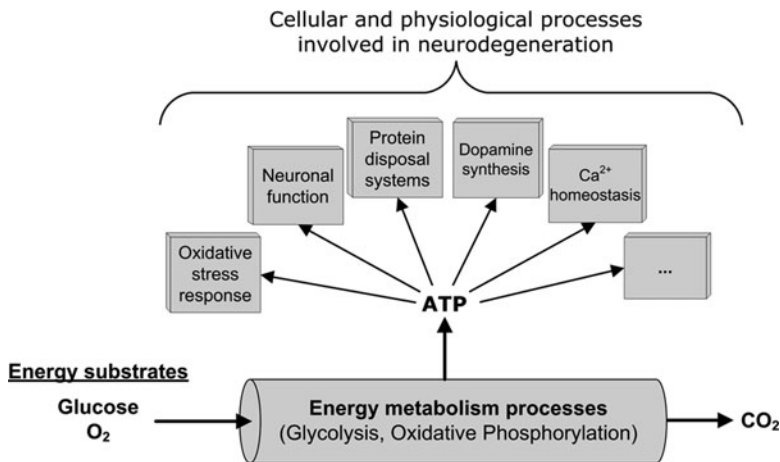 Cellular and physiological processes
involved in neurodegeneration
Oxidative
stress
response
Neuronal
function
Protein
disposal
systems
Dopamine
synthesis
Ca²⁺
homeostasis
...
ATP
Energy substrates
Glucose
O₂
Energy metabolism processes
(Glycolysis, Oxidative Phosphorylation)
CO₂